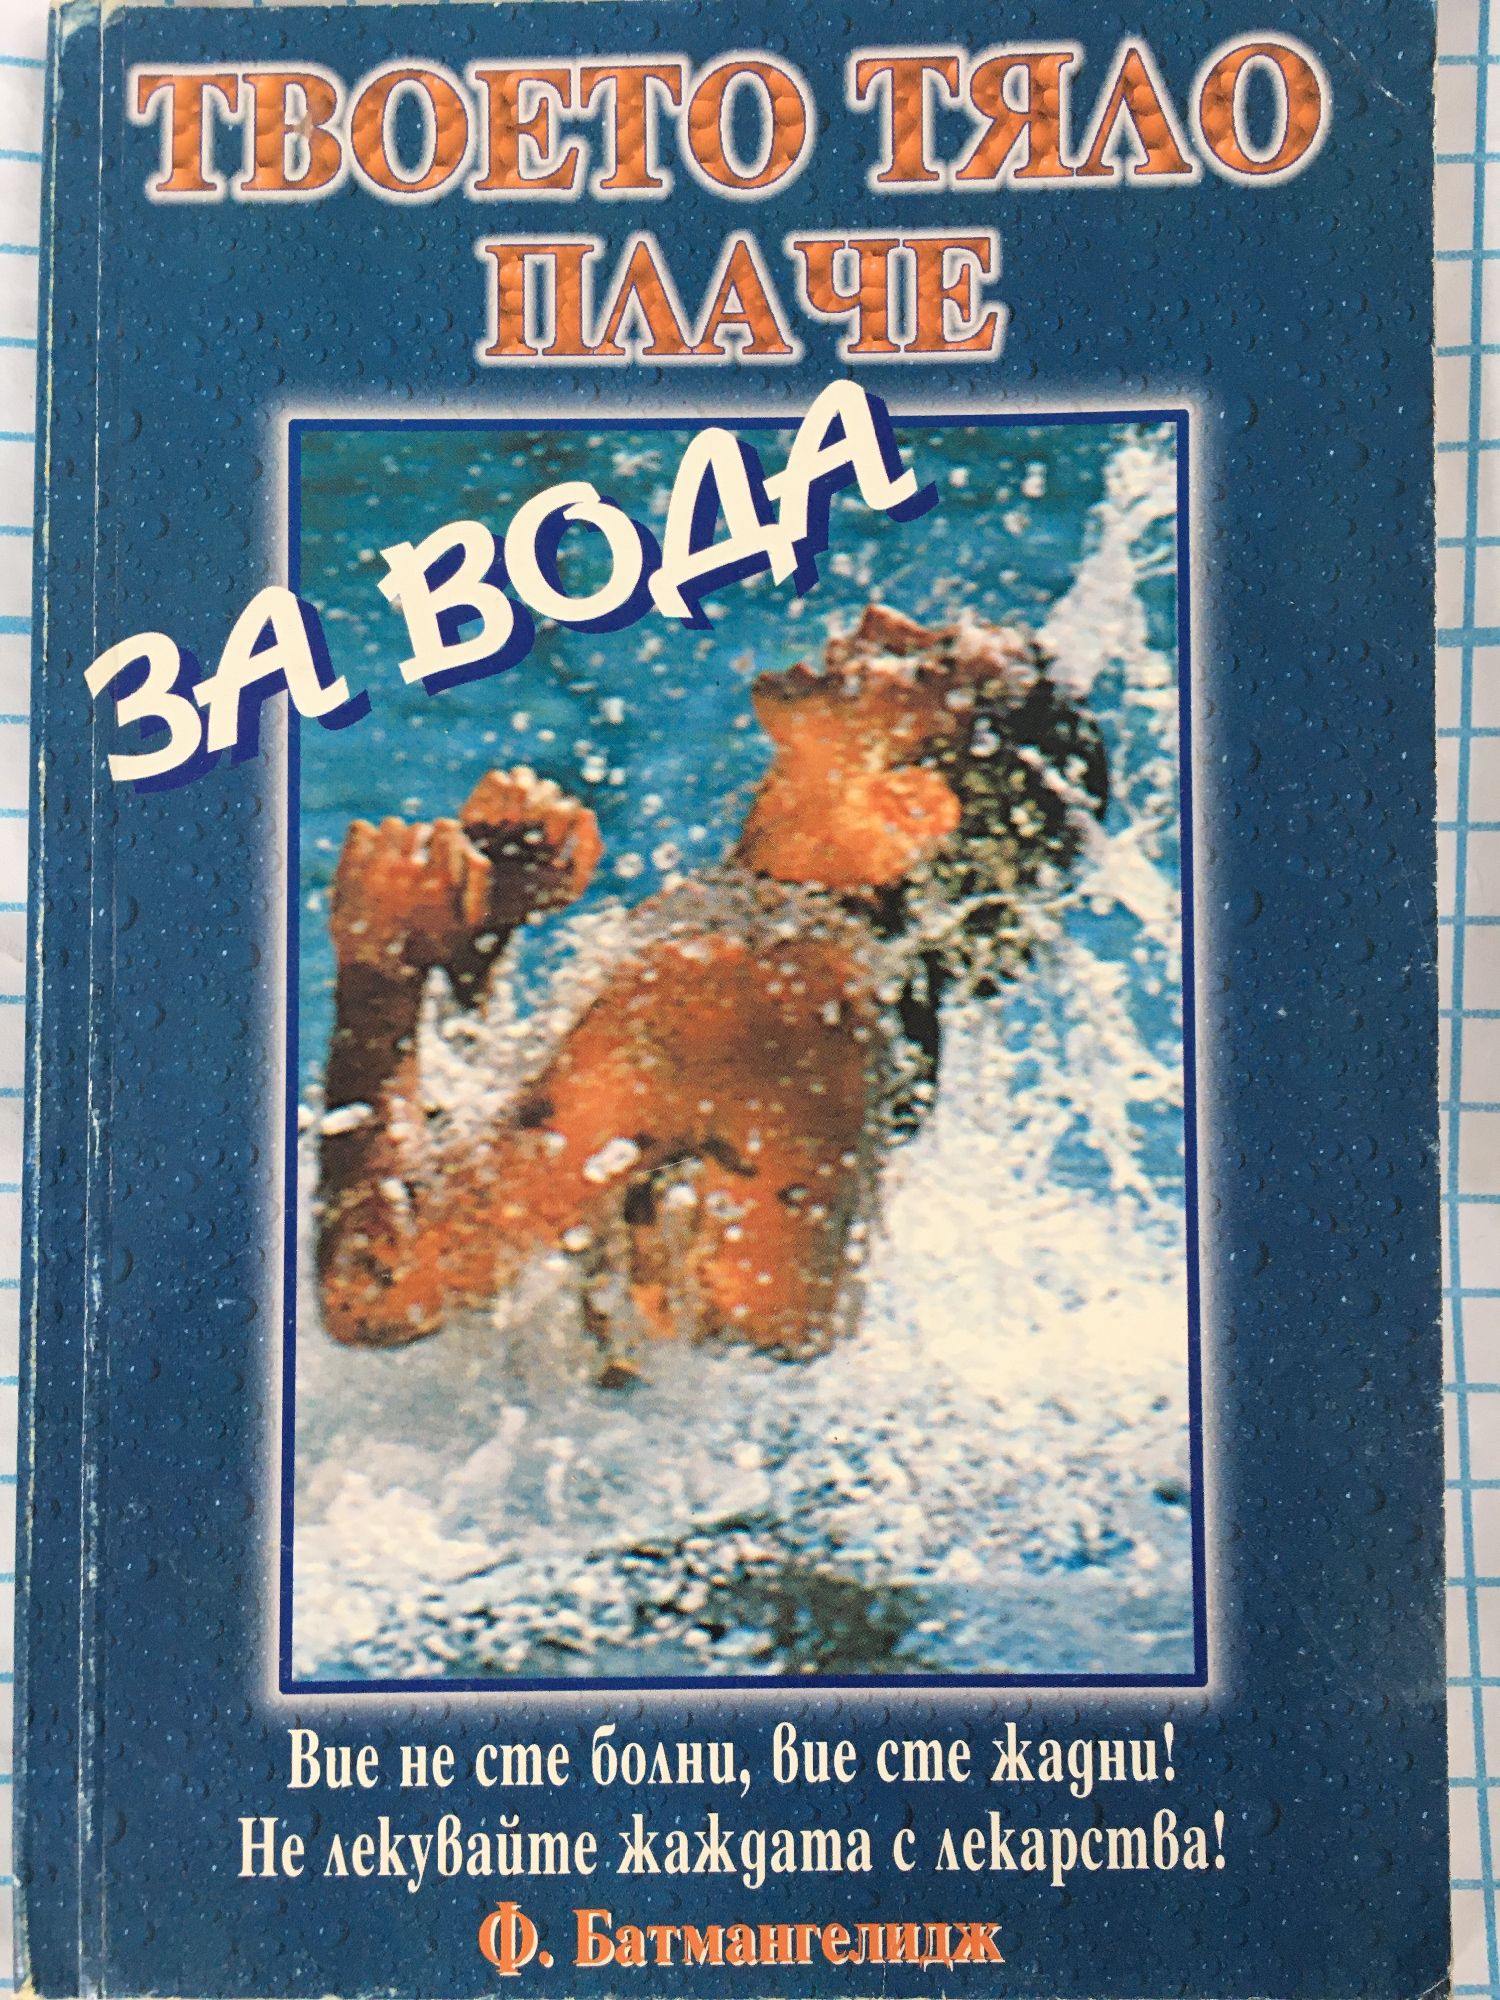 ТВОЕТО ТЯЛО
ПЛАЧЕ
ЗА ВОДА
Вие не сте болни, вие сте жадни!
Не лекувайте жаждата с лекарства!
Ф. Батмангелидж